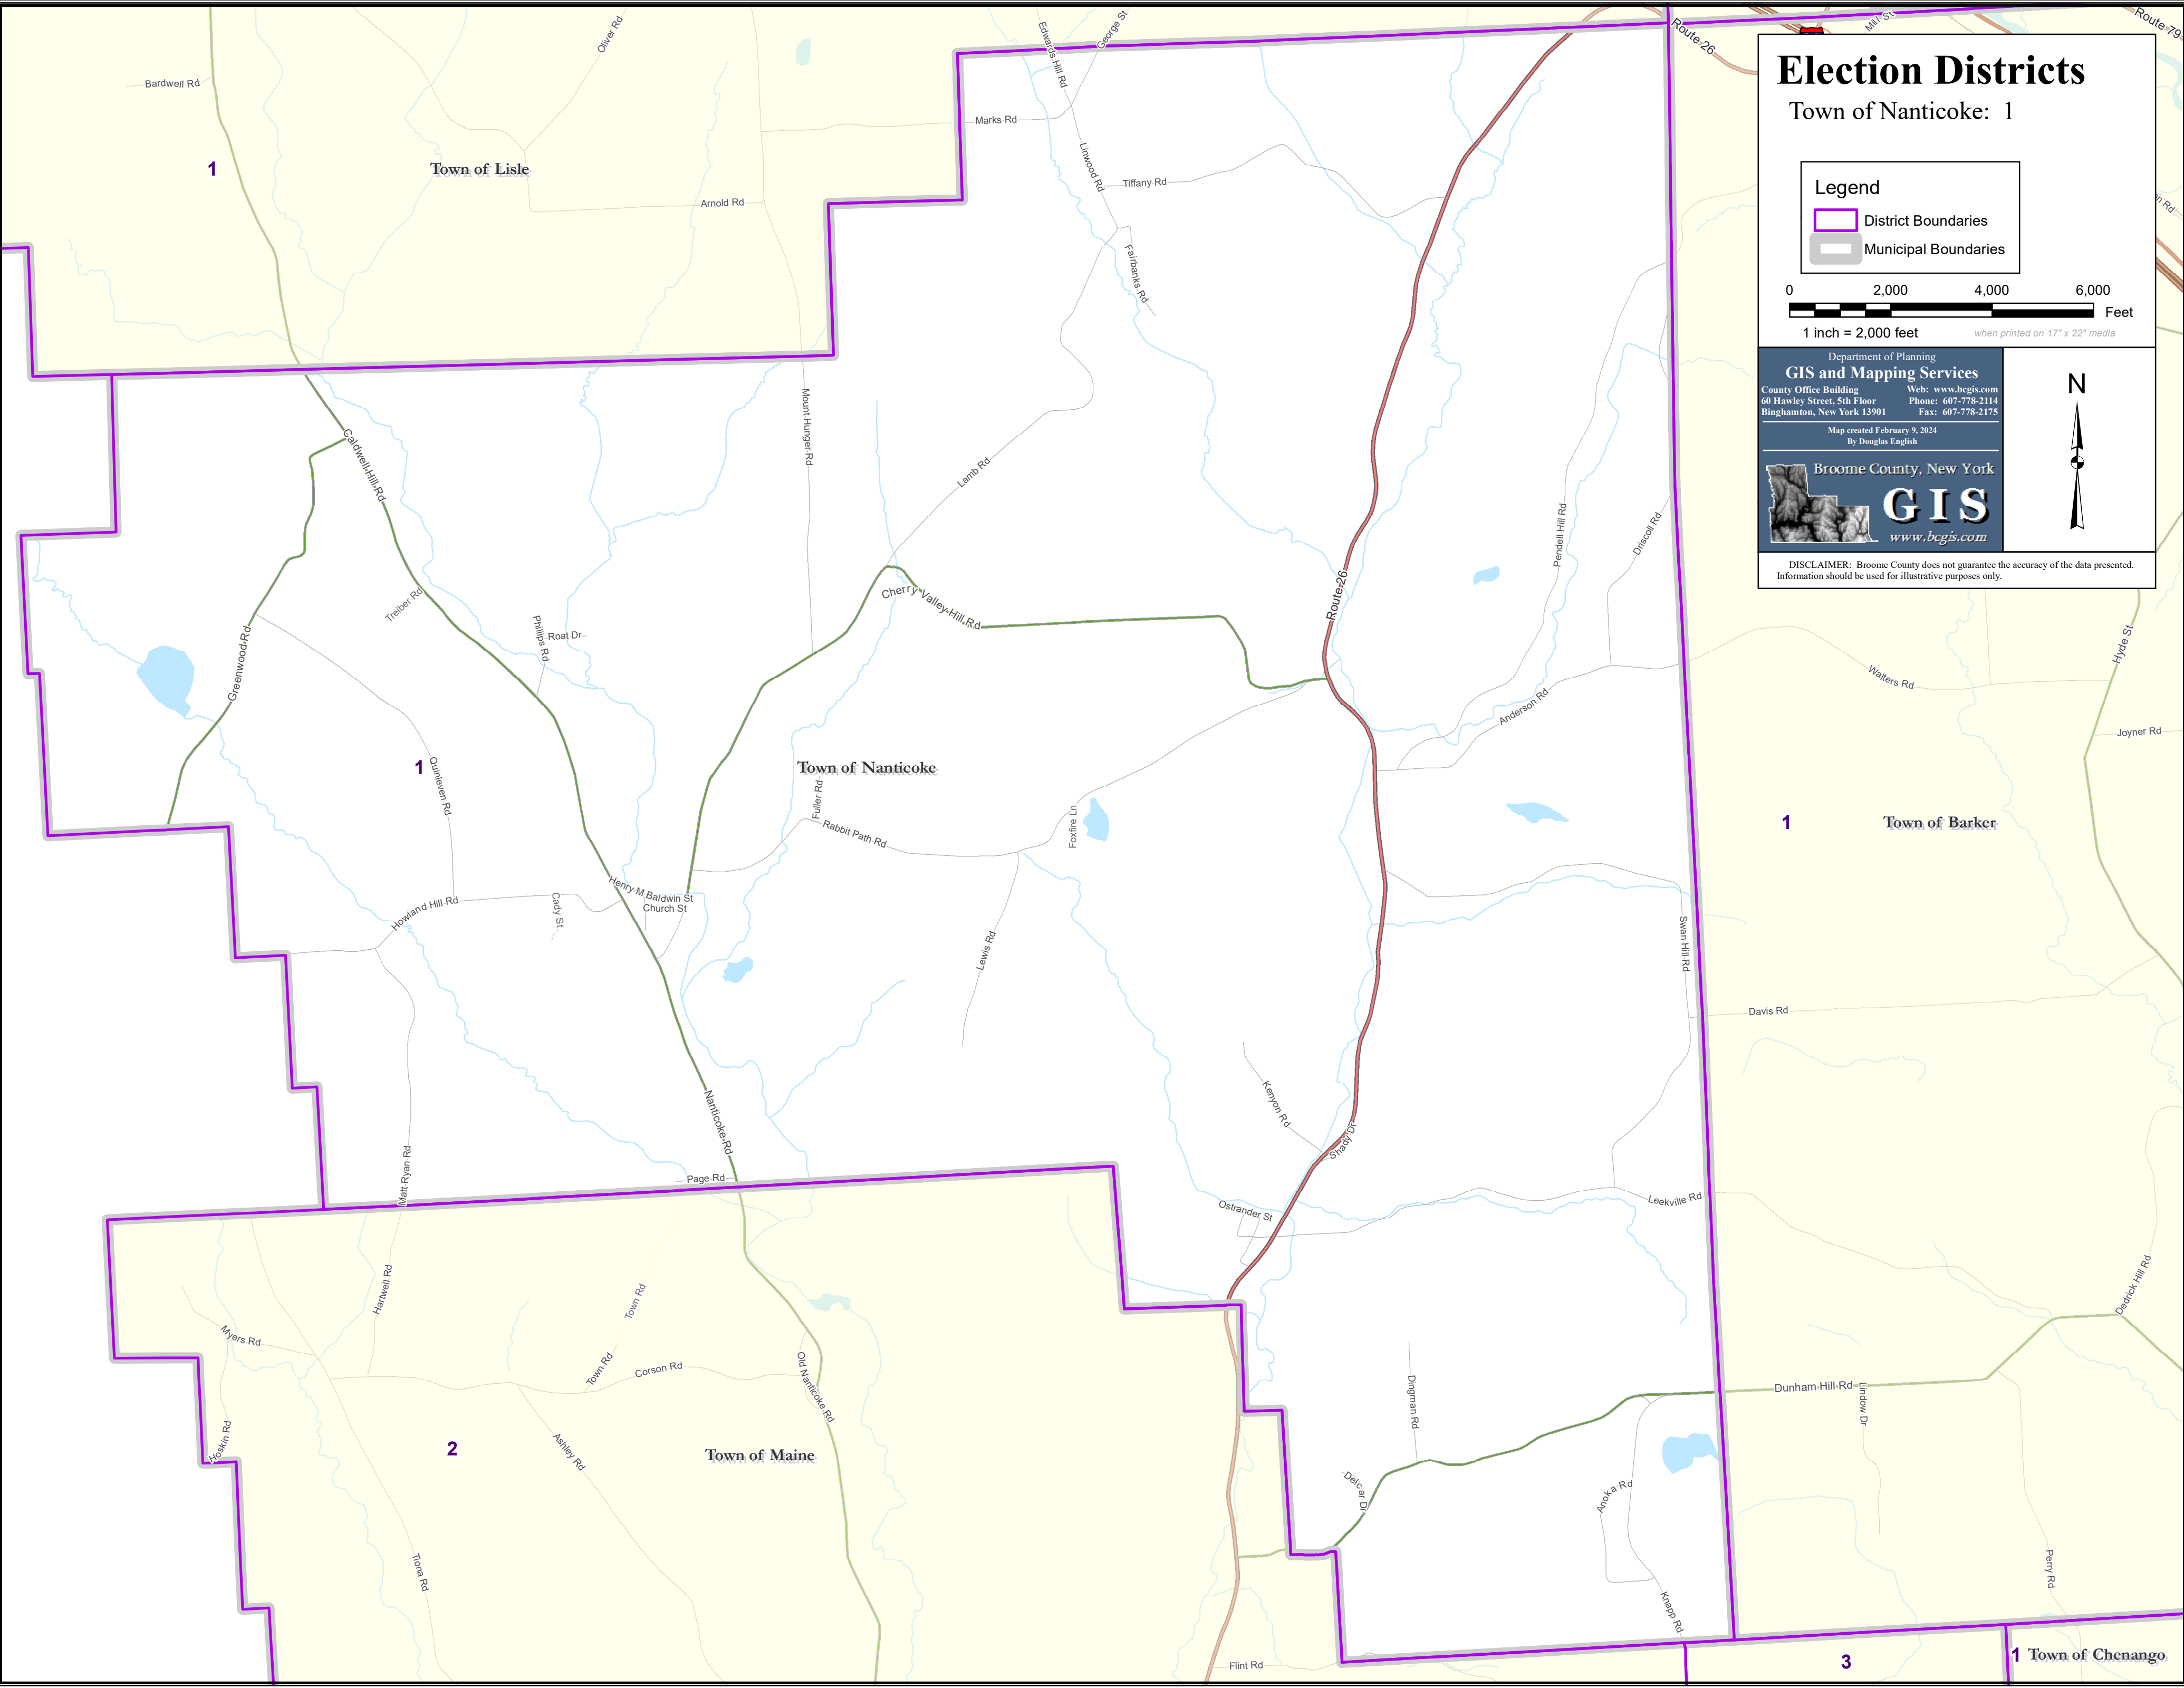 Election Districts
Town of Nanticoke: 1
Legend
District Boundaries
Municipal Boundaries
0 2,000 4,000 6,000
Feet
1 inch = 2,000 feet
when printed on 17" x 22" media
Department of Planning
GIS and Mapping Services
County Office Building Web: www.bcgis.com
60 Hawley Street, 5th Floor Phone: 607-778-2114
Binghamton, New York 13901 Fax: 607-778-2175
Map created February 9, 2024
By Douglas English
Broome County, New York
GIS
www.bcgis.com
N
DISCLAIMER: Broome County does not guarantee the accuracy of the data presented.
Information should be used for illustrative purposes only.
Route 26
Mill St
Route 79
Oliver Rd
Edwards Hill Rd
George St
Bardwell Rd
Marks Rd
1
Town of Lisle
Linwood Rd
Tiffany Rd
Arnold Rd
Fairbanks Rd
Mount Hunger Rd
Caldwell Hill Rd
Lamb Rd
Pendell Hill Rd
Driscoll Rd
Route 26
Treiber Rd
Cherry Valley Hill Rd
Phillips Rd
Roat Dr
Greenwood Rd
Hyde St
Walters Rd
Anderson Rd
Joyner Rd
1
Town of Nanticoke
Quinleven Rd
Fuller Rd
Rabbit Path Rd
Foxfire Ln
1
Town of Barker
Henry M Baldwin St
Church St
Howland Hill Rd
Cady St
Lewis Rd
Swan Hill Rd
Davis Rd
Kenyon Rd
Shady Dr
Nanticoke Rd
Matt Ryan Rd
Page Rd
Ostrander St
Leekville Rd
Hartwell Rd
Town Rd
Dedrick Hill Rd
Myers Rd
Town Rd
Corson Rd
Old Nanticoke Rd
Dingman Rd
Dunham Hill Rd
Lindow Dr
Hoskin Rd
2
Ashley Rd
Town of Maine
Delcar Dr
Anoka Rd
Tiona Rd
Knapp Rd
Perry Rd
Flint Rd
3
1
Town of Chenango